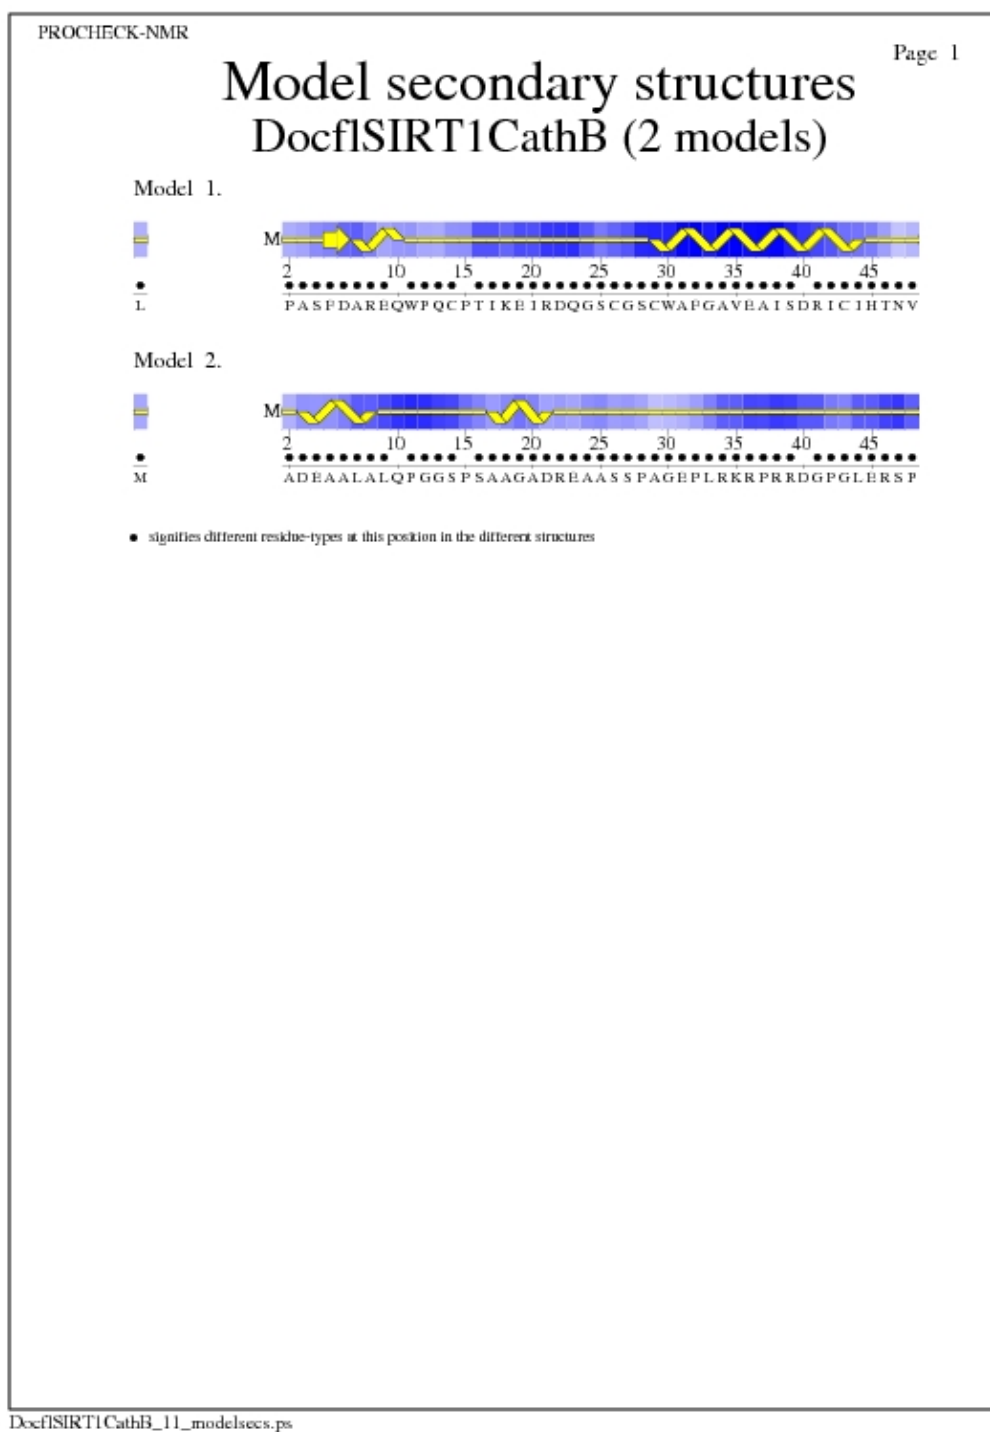 PROCHECK-NMR
Page 1
Model secondary structures
DocflSIRT1CathB (2 models)
Model 1.
M
2 10 15 20 25 30 35 40 45
L PASFDAREQWPQCPTIKEIRDQGSCGSCWAFGAVEAISDRICIHTNV
Model 2.
M
2 10 15 20 25 30 35 40 45
M ADEAALALQPGGSPSAAGADREAASSPAGEPLRKRPRRDGPGLERSP
● signifies different residue-types at this position in the different structures
DocflSIRT1CathB_11_modelsecs.ps